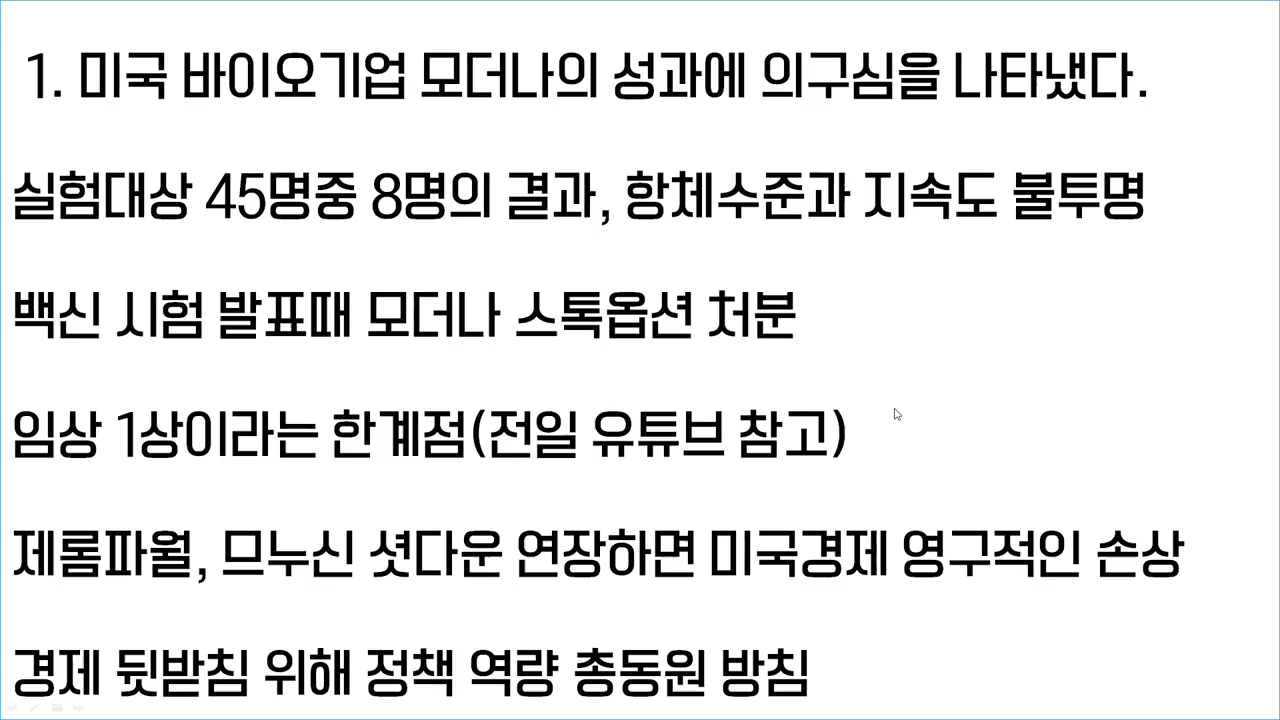 1. 미국 바이오기업 모더나의 성과에 의구심을 나타냈다.
실험대상 45명중 8명의 결과, 항체수준과 지속도 불투명
백신 시험 발표때 모더나 스톡옵션 처분
임상 1상이라는 한계점(전일 유튜브 참고)
제롬파월, 므누신 셧다운 연장하면 미국경제 영구적인 손상
경제 뒷받침 위해 정책 역량 총동원 방침